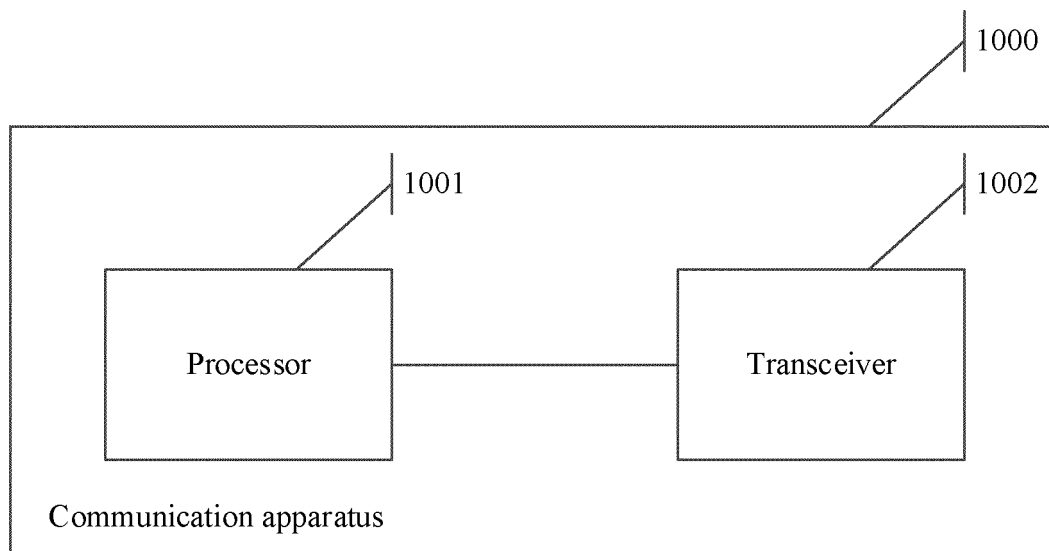 1000
1001
1002
Processor
Transceiver
Communication apparatus